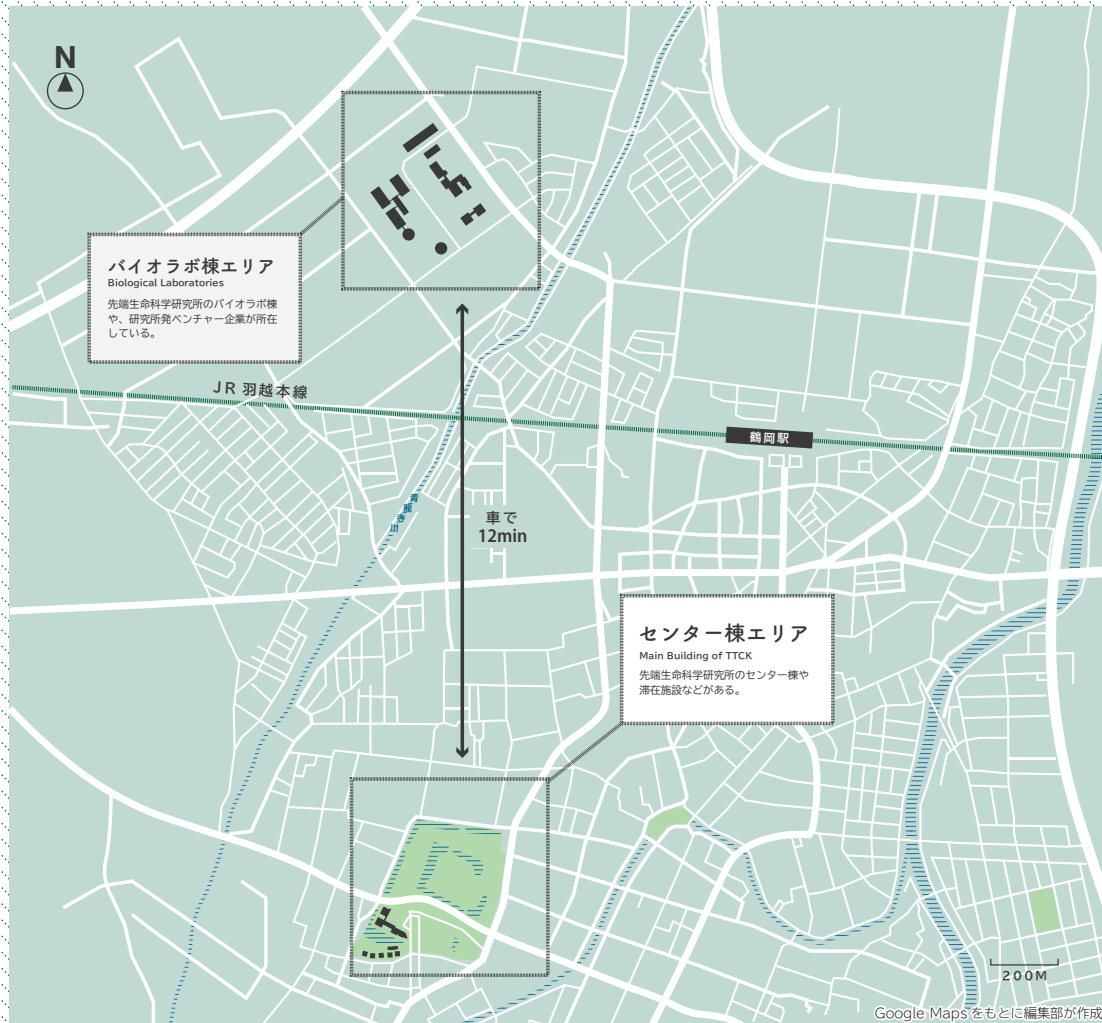 N
バイオラボ棟エリア
Biological Laboratories
先端生命科学研究所のバイオラボ棟
や、研究所発ベンチャー企業が所在
している。
JR 羽越本線
鶴岡駅
車で
12min
センター棟エリア
Main Building of TTCK
先端生命科学研究所のセンター棟や
滞在施設などがある。
200M
Google Maps をもとに編集部が作成